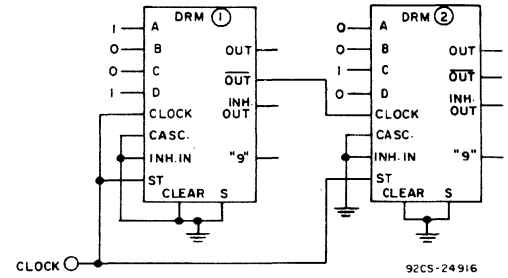 DRM 1
1 A
0 B
0 C
1 D
CLOCK
CASC.
INH. IN
ST
CLEAR S
OUT
OUT
INH.
OUT
"9"
DRM 2
0 A
0 B
1 C
0 D
CLOCK
CASC.
INH. IN
ST
CLEAR S
OUT
OUT
INH.
OUT
"9"
CLOCK
92CS-24916